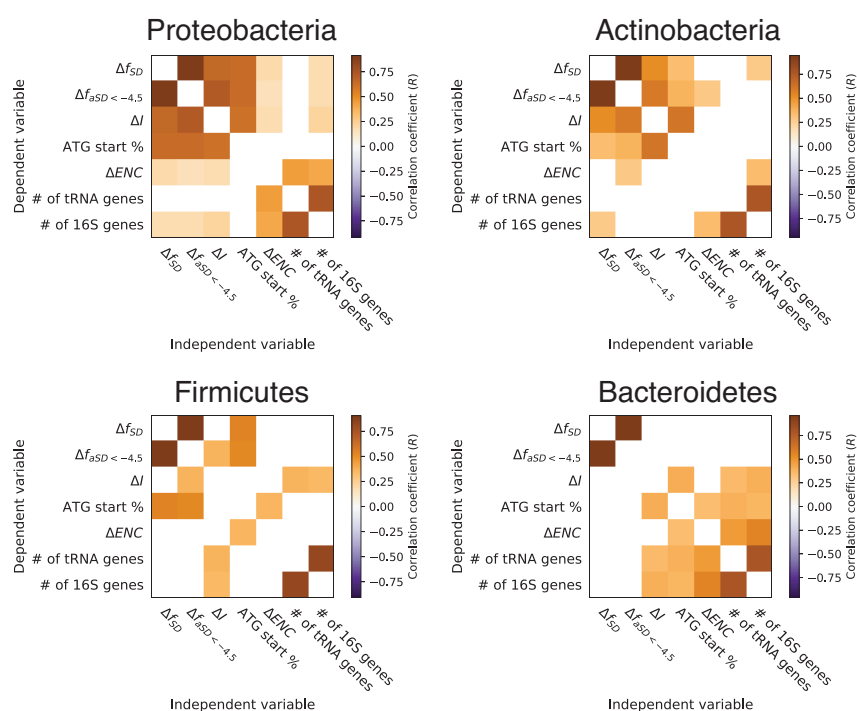 Proteobacteria
Dependent variable
Δf_SD
Δf_aSD<−4.5
ΔI
ATG start %
ΔENC
# of tRNA genes
# of 16S genes
Δf_SD
Δf_aSD<−4.5
ΔI
ATG start %
ΔENC
# of tRNA genes
# of 16S genes
Independent variable
0.75
0.50
0.25
0.00
−0.25
−0.50
−0.75
Correlation coefficient (R)
Actinobacteria
Dependent variable
Δf_SD
Δf_aSD<−4.5
ΔI
ATG start %
ΔENC
# of tRNA genes
# of 16S genes
Δf_SD
Δf_aSD<−4.5
ΔI
ATG start %
ΔENC
# of tRNA genes
# of 16S genes
Independent variable
0.75
0.50
0.25
0.00
−0.25
−0.50
−0.75
Correlation coefficient (R)
Firmicutes
Dependent variable
Δf_SD
Δf_aSD<−4.5
ΔI
ATG start %
ΔENC
# of tRNA genes
# of 16S genes
Δf_SD
Δf_aSD<−4.5
ΔI
ATG start %
ΔENC
# of tRNA genes
# of 16S genes
Independent variable
0.75
0.50
0.25
0.00
−0.25
−0.50
−0.75
Correlation coefficient (R)
Bacteroidetes
Dependent variable
Δf_SD
Δf_aSD<−4.5
ΔI
ATG start %
ΔENC
# of tRNA genes
# of 16S genes
Δf_SD
Δf_aSD<−4.5
ΔI
ATG start %
ΔENC
# of tRNA genes
# of 16S genes
Independent variable
0.75
0.50
0.25
0.00
−0.25
−0.50
−0.75
Correlation coefficient (R)